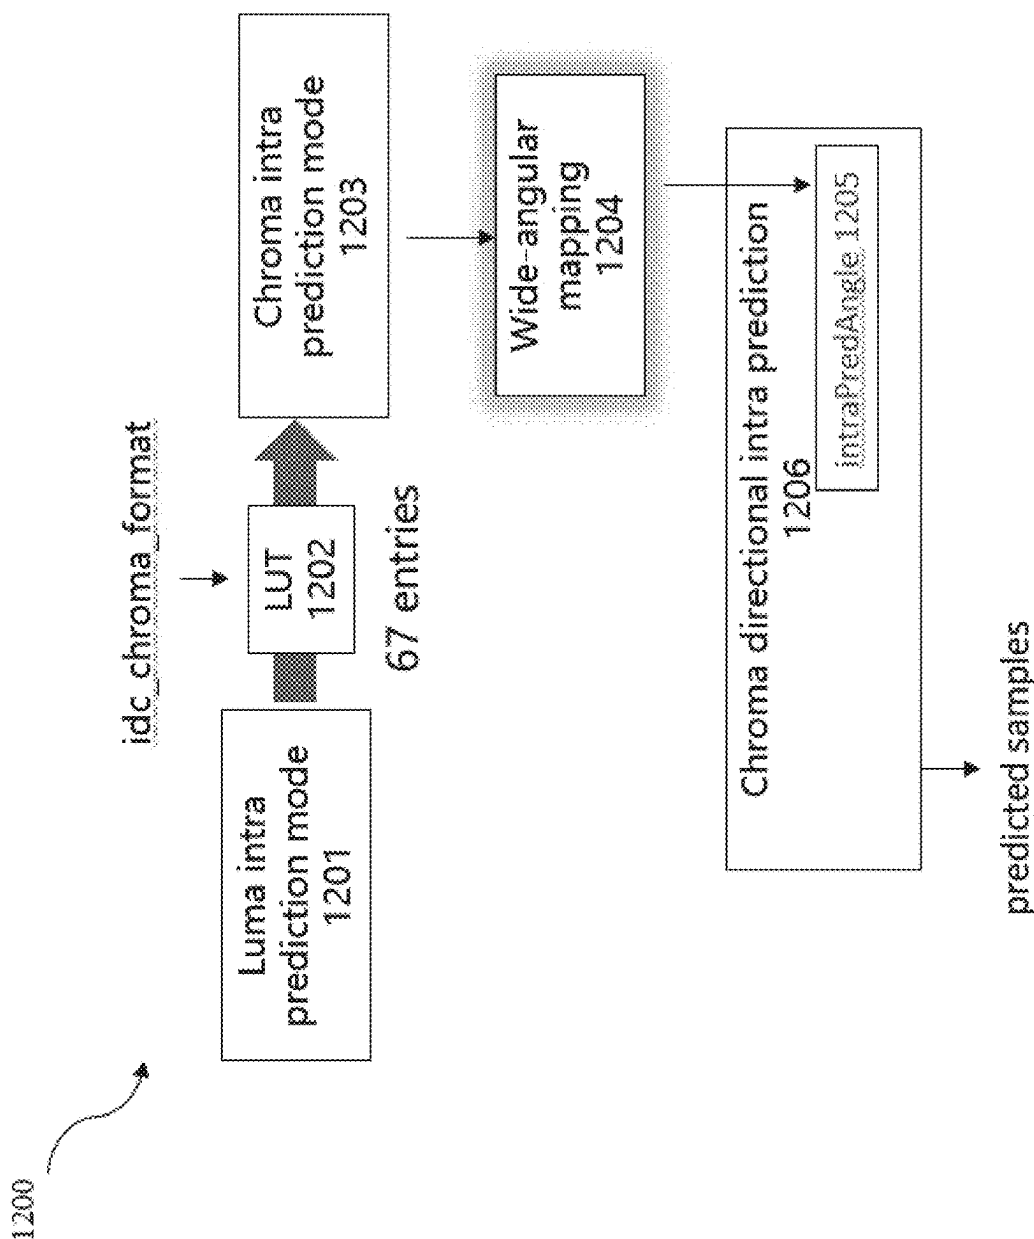 1200
idc_chroma_format
Luma intra
prediction mode
1201
LUT
1202
67 entries
Chroma intra
prediction mode
1203
Wide-angular
mapping
1204
Chroma directional intra prediction
1206
intraPredAngle 1205
predicted samples